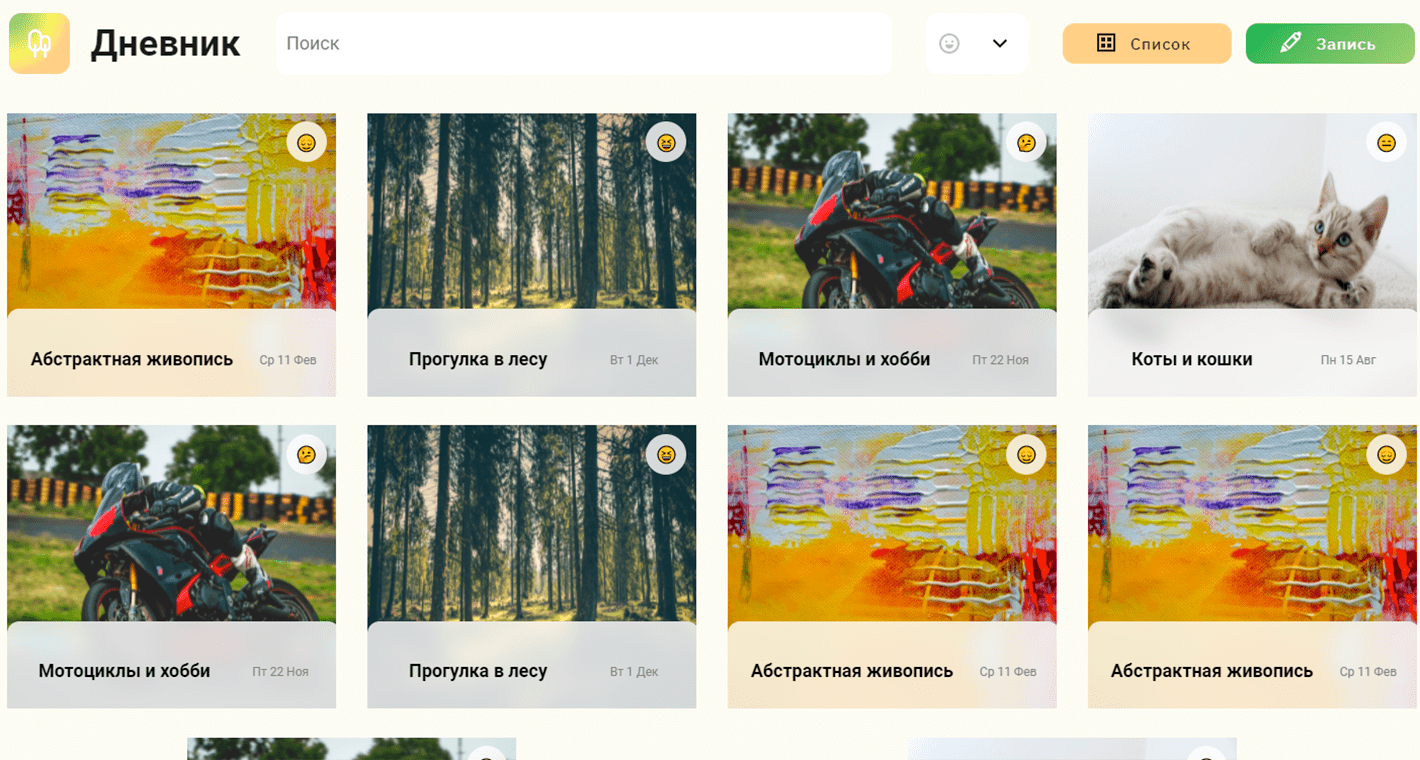 Дневник
Поиск
Список
Запись
Абстрактная живопись Ср 11 Фев
Прогулка в лесу Вт 1 Дек
Мотоциклы и хобби Пт 22 Ноя
Коты и кошки Пн 15 Авг
Мотоциклы и хобби Пт 22 Ноя
Прогулка в лесу Вт 1 Дек
Абстрактная живопись Ср 11 Фев
Абстрактная живопись Ср 11 Фев